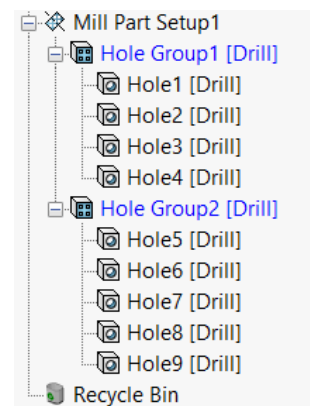 Mill Part Setup1
Hole Group1 [Drill]
Hole1 [Drill]
Hole2 [Drill]
Hole3 [Drill]
Hole4 [Drill]
Hole Group2 [Drill]
Hole5 [Drill]
Hole6 [Drill]
Hole7 [Drill]
Hole8 [Drill]
Hole9 [Drill]
Recycle Bin